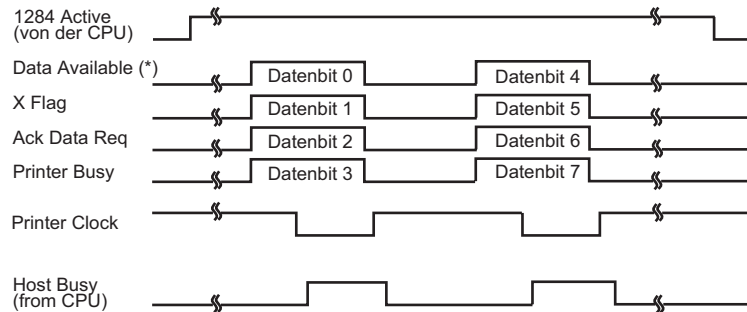 1284 Active
(von der CPU)
Data Available (*)
Datenbit 0
Datenbit 4
X Flag
Datenbit 1
Datenbit 5
Ack Data Req
Datenbit 2
Datenbit 6
Printer Busy
Datenbit 3
Datenbit 7
Printer Clock
Host Busy
(from CPU)